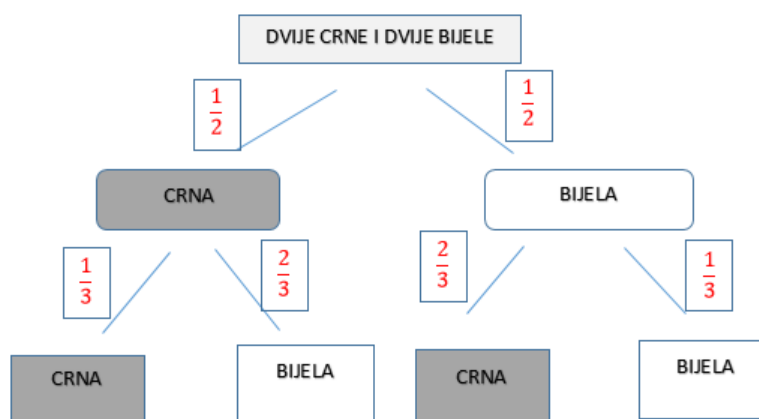 DVIJE CRNE I DVIJE BIJELE
1/2
1/2
CRNA
BIJELA
1/3
2/3
2/3
1/3
CRNA
BIJELA
CRNA
BIJELA